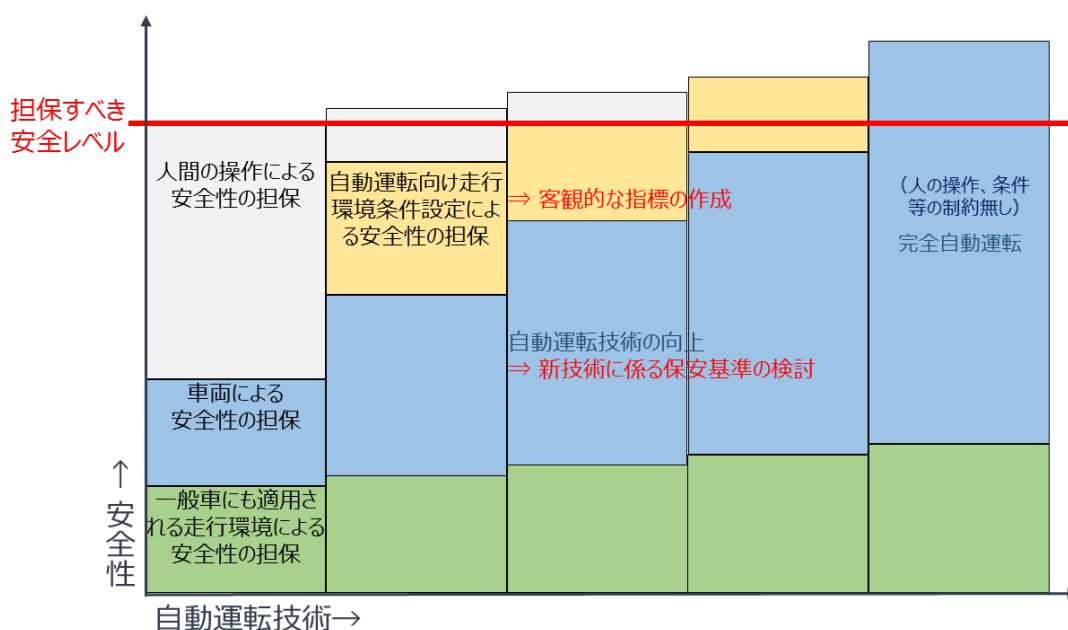 担保すべき
安全レベル
人間の操作による
安全性の担保
自動運転向け走行
環境条件設定によ
る安全性の担保
⇒ 客観的な指標の作成
（人の操作、条件
等の制約無し）
完全自動運転
自動運転技術の向上
⇒ 新技術に係る保安基準の検討
車両による
安全性の担保
一般車にも適用さ
れる走行環境による
安全性の担保
↑安全性
自動運転技術→